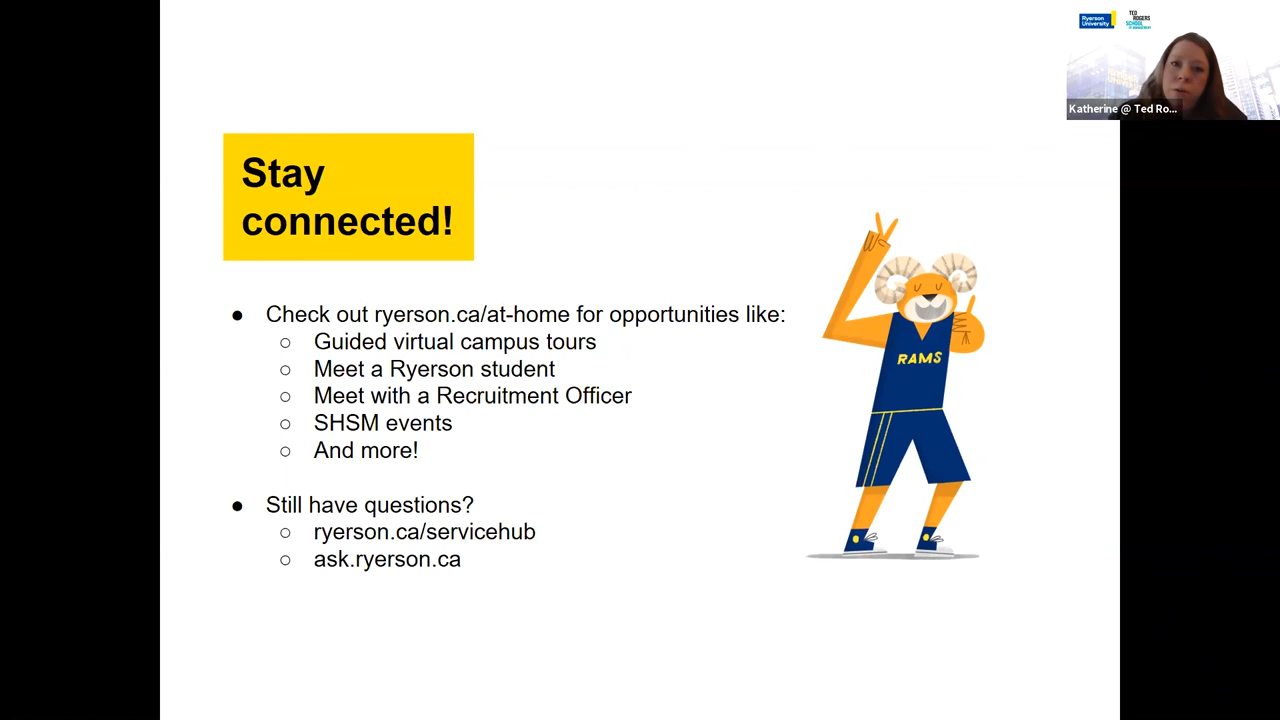 Ryerson
University
TED
ROGERS
SCHOOL
OF MANAGEMENT
Katherine @ Ted Ro...
Stay
connected!
● Check out ryerson.ca/at-home for opportunities like:
○ Guided virtual campus tours
○ Meet a Ryerson student
○ Meet with a Recruitment Officer
○ SHSM events
○ And more!
● Still have questions?
○ ryerson.ca/servicehub
○ ask.ryerson.ca
RAMS